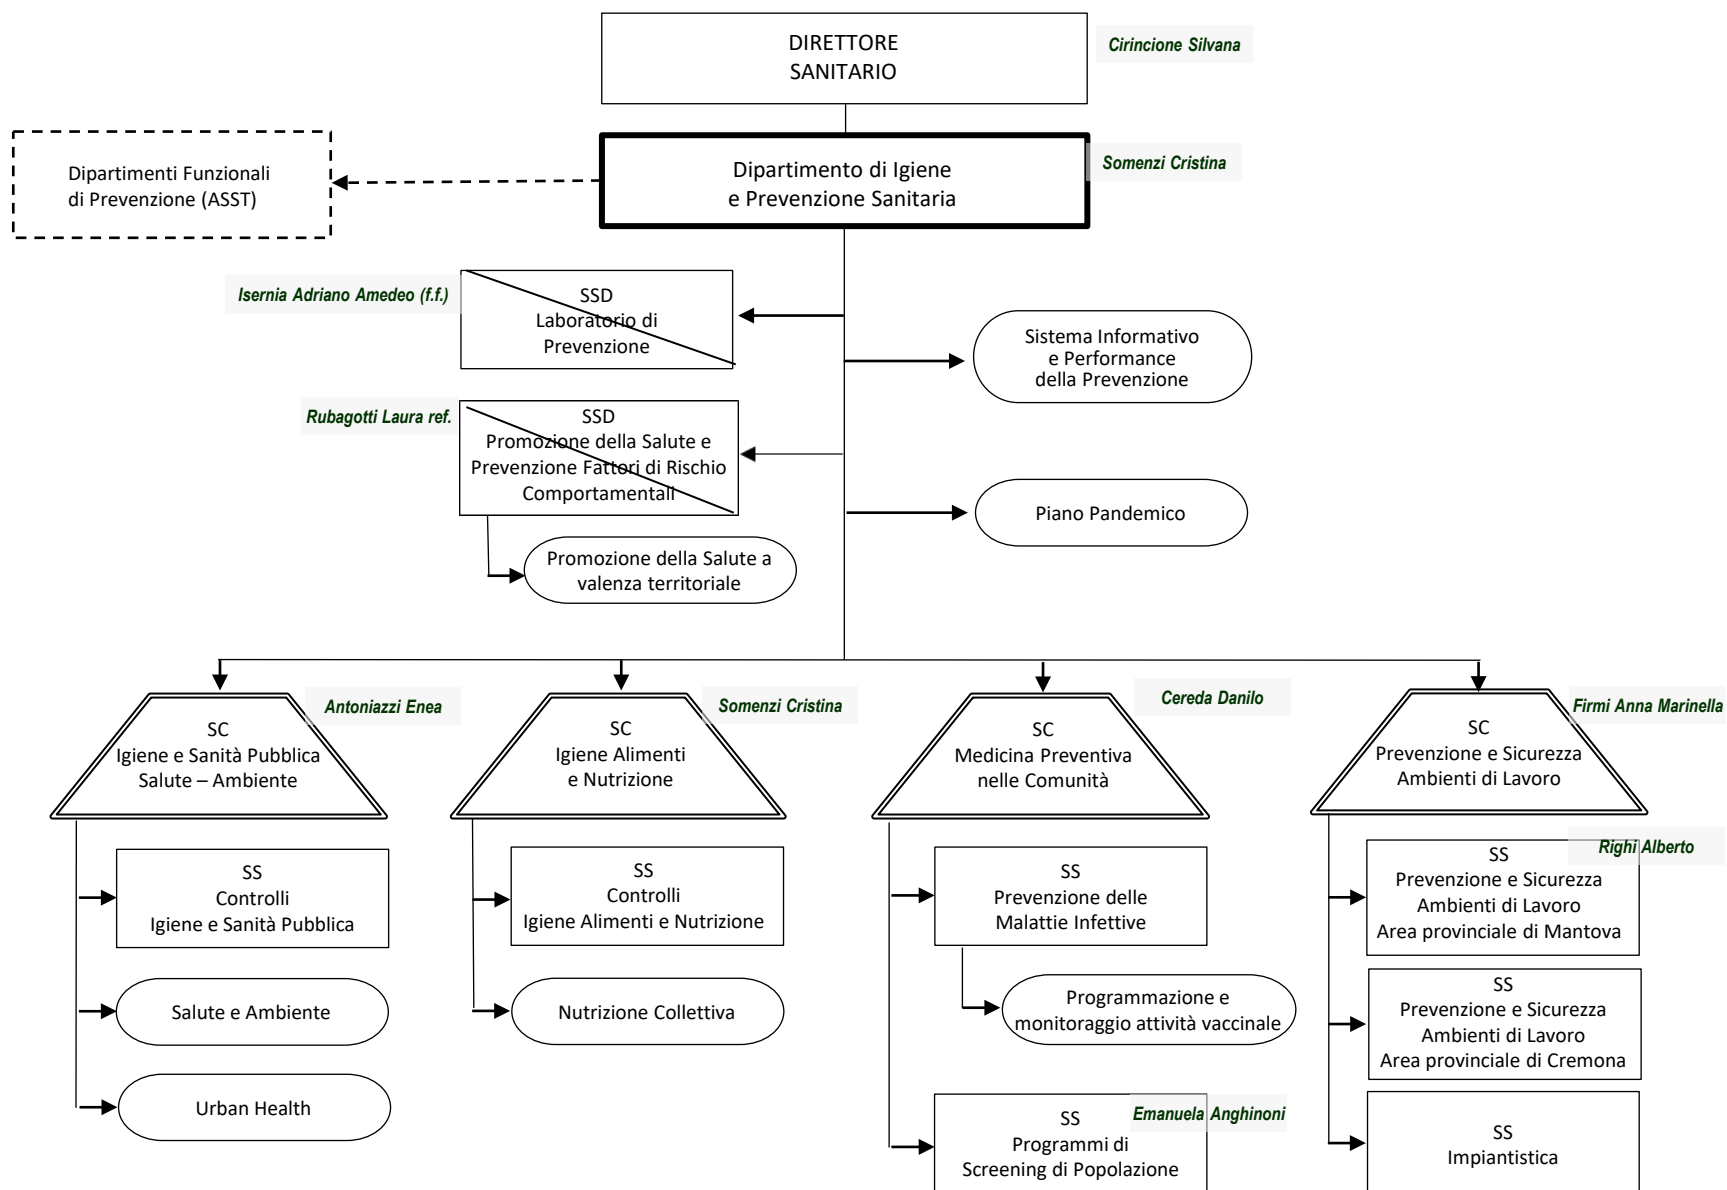 DIRETTORE
SANITARIO
Cirincione Silvana
Dipartimenti Funzionali
di Prevenzione (ASST)
Dipartimento di Igiene
e Prevenzione Sanitaria
Somenzi Cristina
Isernia Adriano Amedeo (f.f.)
SSD
Laboratorio di
Prevenzione
Sistema Informativo
e Performance
della Prevenzione
Rubagotti Laura ref.
SSD
Promozione della Salute e
Prevenzione Fattori di Rischio
Comportamentali
Piano Pandemico
Promozione della Salute a
valenza territoriale
Antoniazzi Enea
SC
Igiene e Sanità Pubblica
Salute – Ambiente
Somenzi Cristina
SC
Igiene Alimenti
e Nutrizione
Cereda Danilo
SC
Medicina Preventiva
nelle Comunità
Firmi Anna Marinella
SC
Prevenzione e Sicurezza
Ambienti di Lavoro
SS
Controlli
Igiene e Sanità Pubblica
Salute e Ambiente
Urban Health
SS
Controlli
Igiene Alimenti e Nutrizione
Nutrizione Collettiva
SS
Prevenzione delle
Malattie Infettive
Programmazione e
monitoraggio attività vaccinale
Emanuela Anghinoni
SS
Programmi di
Screening di Popolazione
Righi Alberto
SS
Prevenzione e Sicurezza
Ambienti di Lavoro
Area provinciale di Mantova
SS
Prevenzione e Sicurezza
Ambienti di Lavoro
Area provinciale di Cremona
SS
Impiantistica